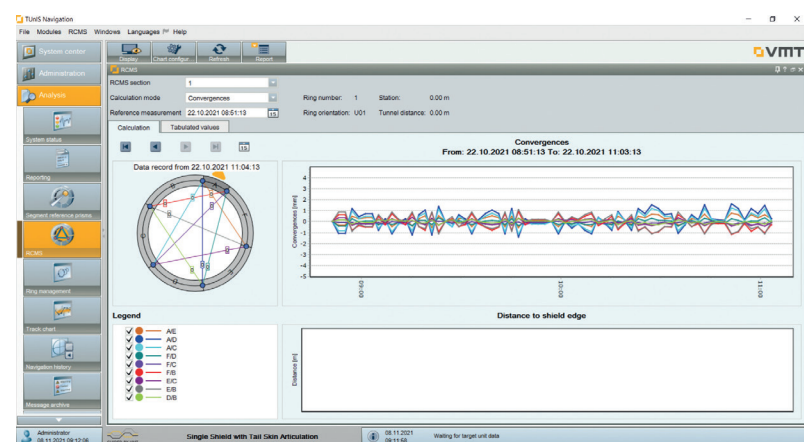 TUnIS Navigation
File Modules RCMS Windows Languages Help
System center
Display Chart configur Refresh Report
vmt
Administration
RCMS
RCMS section 1
Analysis
Calculation mode Convergences Ring number: 1 Station: 0.00 m
Reference measurement 22.10.2021 08:51:13 15 Ring orientation: U01 Tunnel distance: 0.00 m
Calculation Tabulated values
System status
15
Convergences
From: 22.10.2021 08:51:13 To: 22.10.2021 11:03:13
Data record from 22.10.2021 11:04:13
Reporting
Segment reference prisms
RCMS
Ring management
Track chart
Navigation history
Message archive
Convergences [mm]
4
3
2
1
0
-1
-2
-3
-4
-5
09:00
10:00
11:00
Legend
A/E
A/D
A/C
F/D
F/C
F/B
E/C
E/B
D/B
Distance to shield edge
Distance [m]
Administrator
08.11.2021 09:12:06
Single Shield with Tail Skin Articulation
08.11.2021
09:11:59
Waiting for target unit data